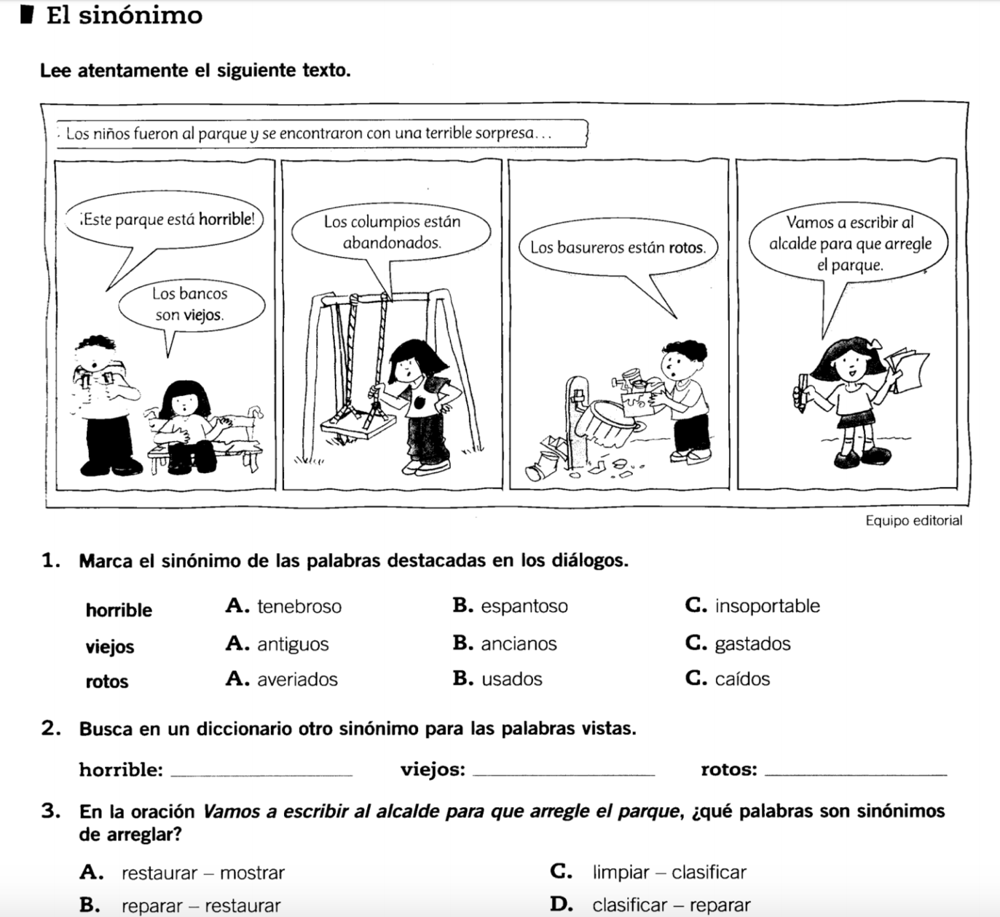 El sinónimo
Lee atentamente el siguiente texto.
Los niños fueron al parque y se encontraron con una terrible sorpresa...
¡Este parque está horrible!
Los bancos
son viejos.
Los columpios están
abandonados.
Los basureros están rotos.
Vamos a escribir al
alcalde para que arregle
el parque.
Equipo editorial
1. Marca el sinónimo de las palabras destacadas en los diálogos.
horrible A. tenebroso B. espantoso C. insoportable
viejos A. antiguos B. ancianos C. gastados
rotos A. averiados B. usados C. caídos
2. Busca en un diccionario otro sinónimo para las palabras vistas.
horrible: ____________ viejos: ____________ rotos: ____________
3. En la oración Vamos a escribir al alcalde para que arregle el parque, ¿qué palabras son sinónimos
de arreglar?
A. restaurar – mostrar C. limpiar – clasificar
B. reparar – restaurar D. clasificar – reparar